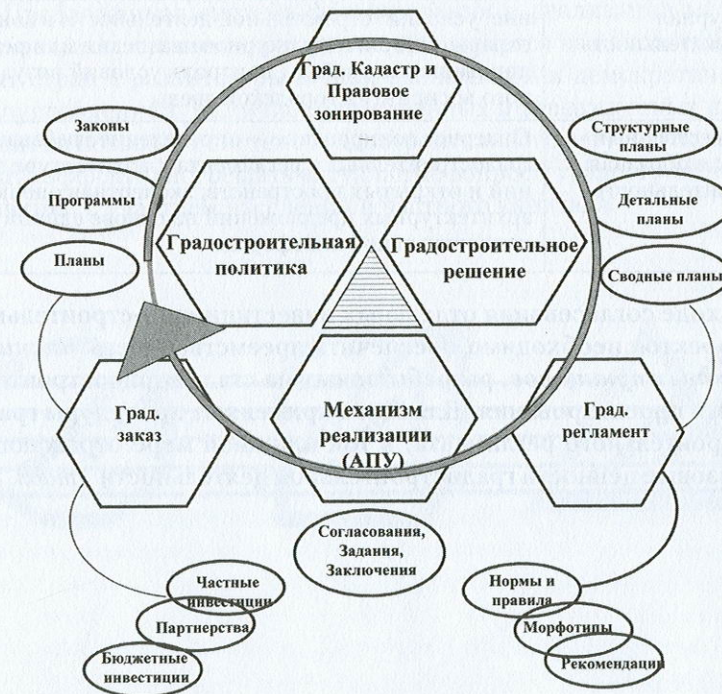 Град. Кадастр и
Правовое
зонирование
Законы
Программы
Планы
Структурные
планы
Детальные
планы
Сводные планы
Градостроительная
политика
Градостроительное
решение
Град.
заказ
Механизм
реализации
(АПУ)
Град.
регламент
Согласования,
Задания,
Заключения
Частные
инвестиции
Партнерства
Бюджетные
инвестиции
Нормы и
правила
Морфотипы
Рекомендации